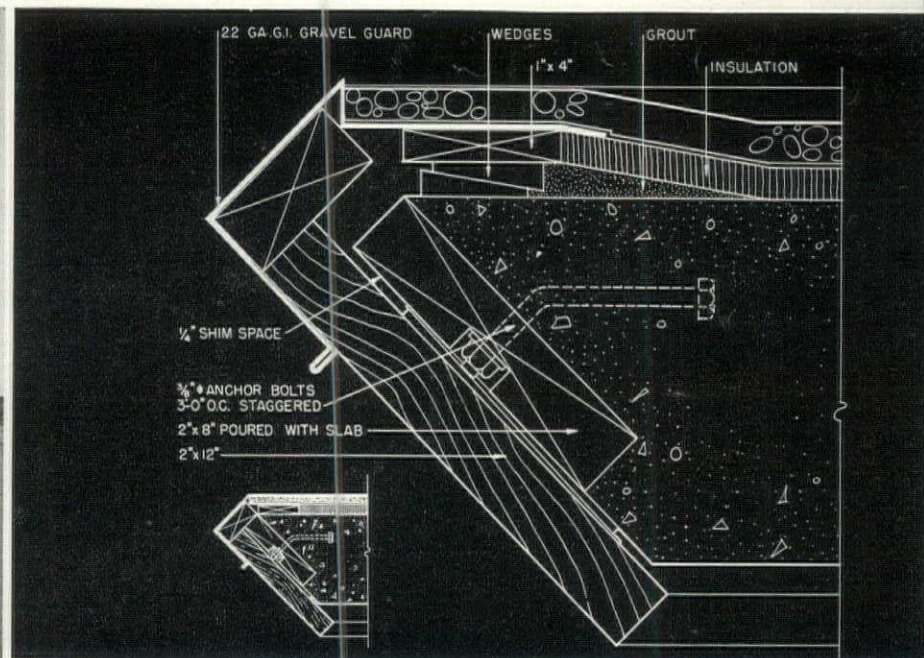 22 GA.G.I. GRAVEL GUARD
WEDGES
GROUT
1" x 4"
INSULATION
1/4" SHIM SPACE
3/8" ϕ ANCHOR BOLTS
3'-0" O.C. STAGGERED
2" x 8" POURED WITH SLAB
2" x 12"